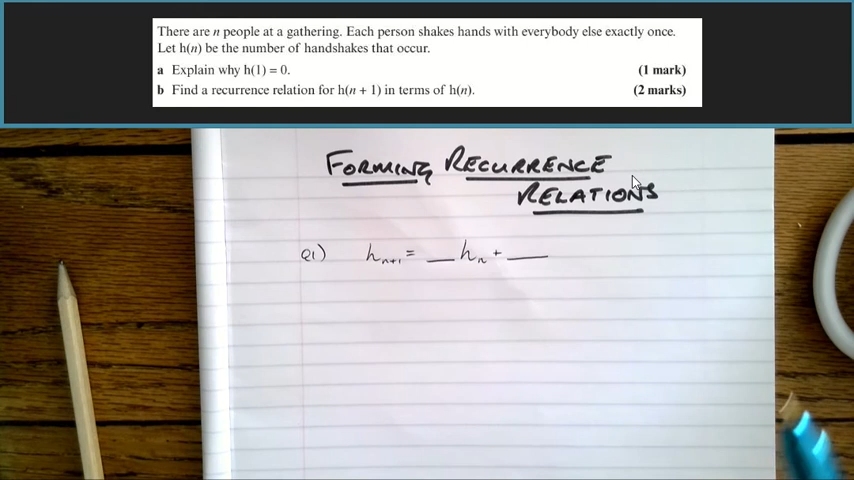 There are n people at a gathering. Each person shakes hands with everybody else exactly once.
Let h(n) be the number of handshakes that occur.
a Explain why h(1) = 0. (1 mark)
b Find a recurrence relation for h(n + 1) in terms of h(n). (2 marks)
FORMING RECURRENCE
RELATIONS
Q1) hₙ₊₁ = __ hₙ + __